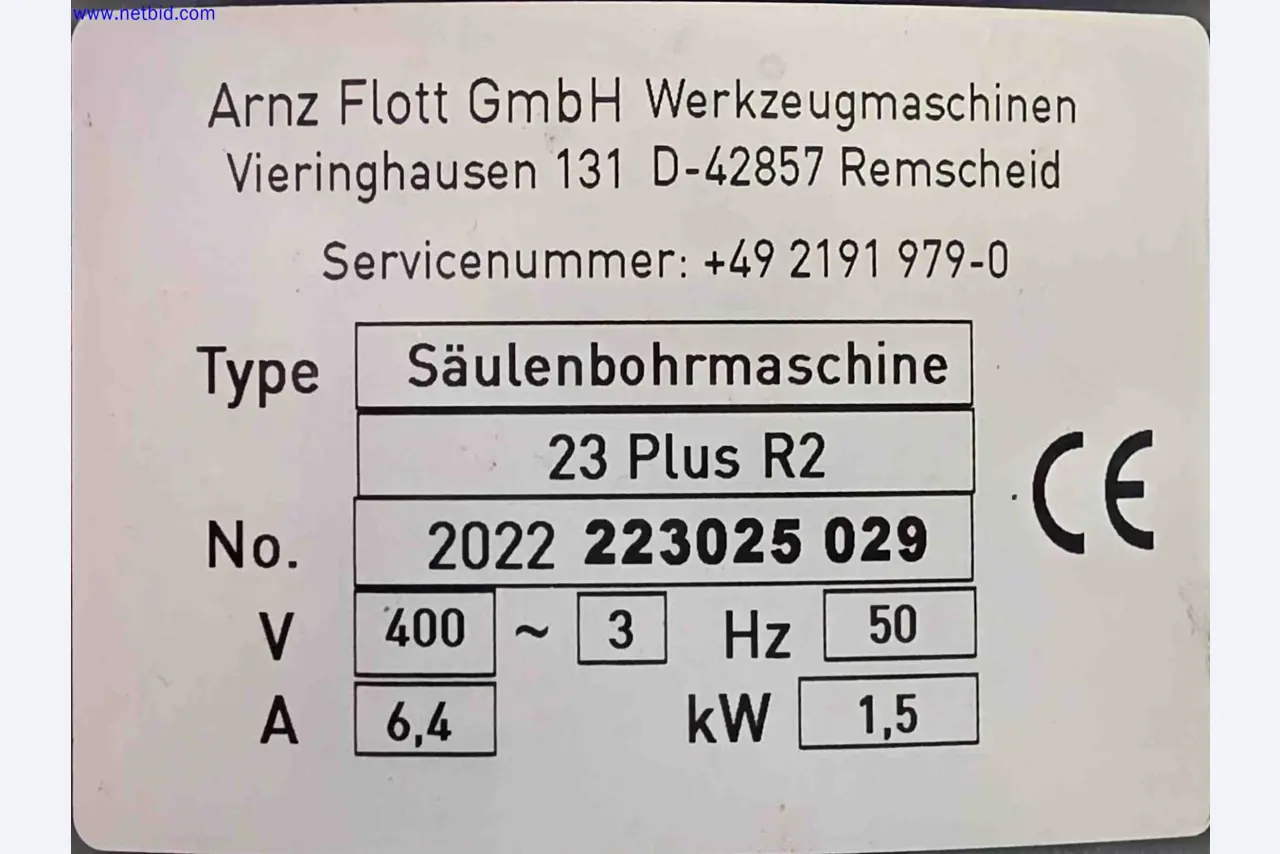 www.netbid.com
Arnz Flott GmbH Werkzeugmaschinen
Vieringhausen 131 D-42857 Remscheid
Servicenummer: +49 2191 979-0
Type Säulenbohrmaschine
23 Plus R2
No. 2022 223025 029
V 400 ~ 3 Hz 50
A 6,4 kW 1,5
CE